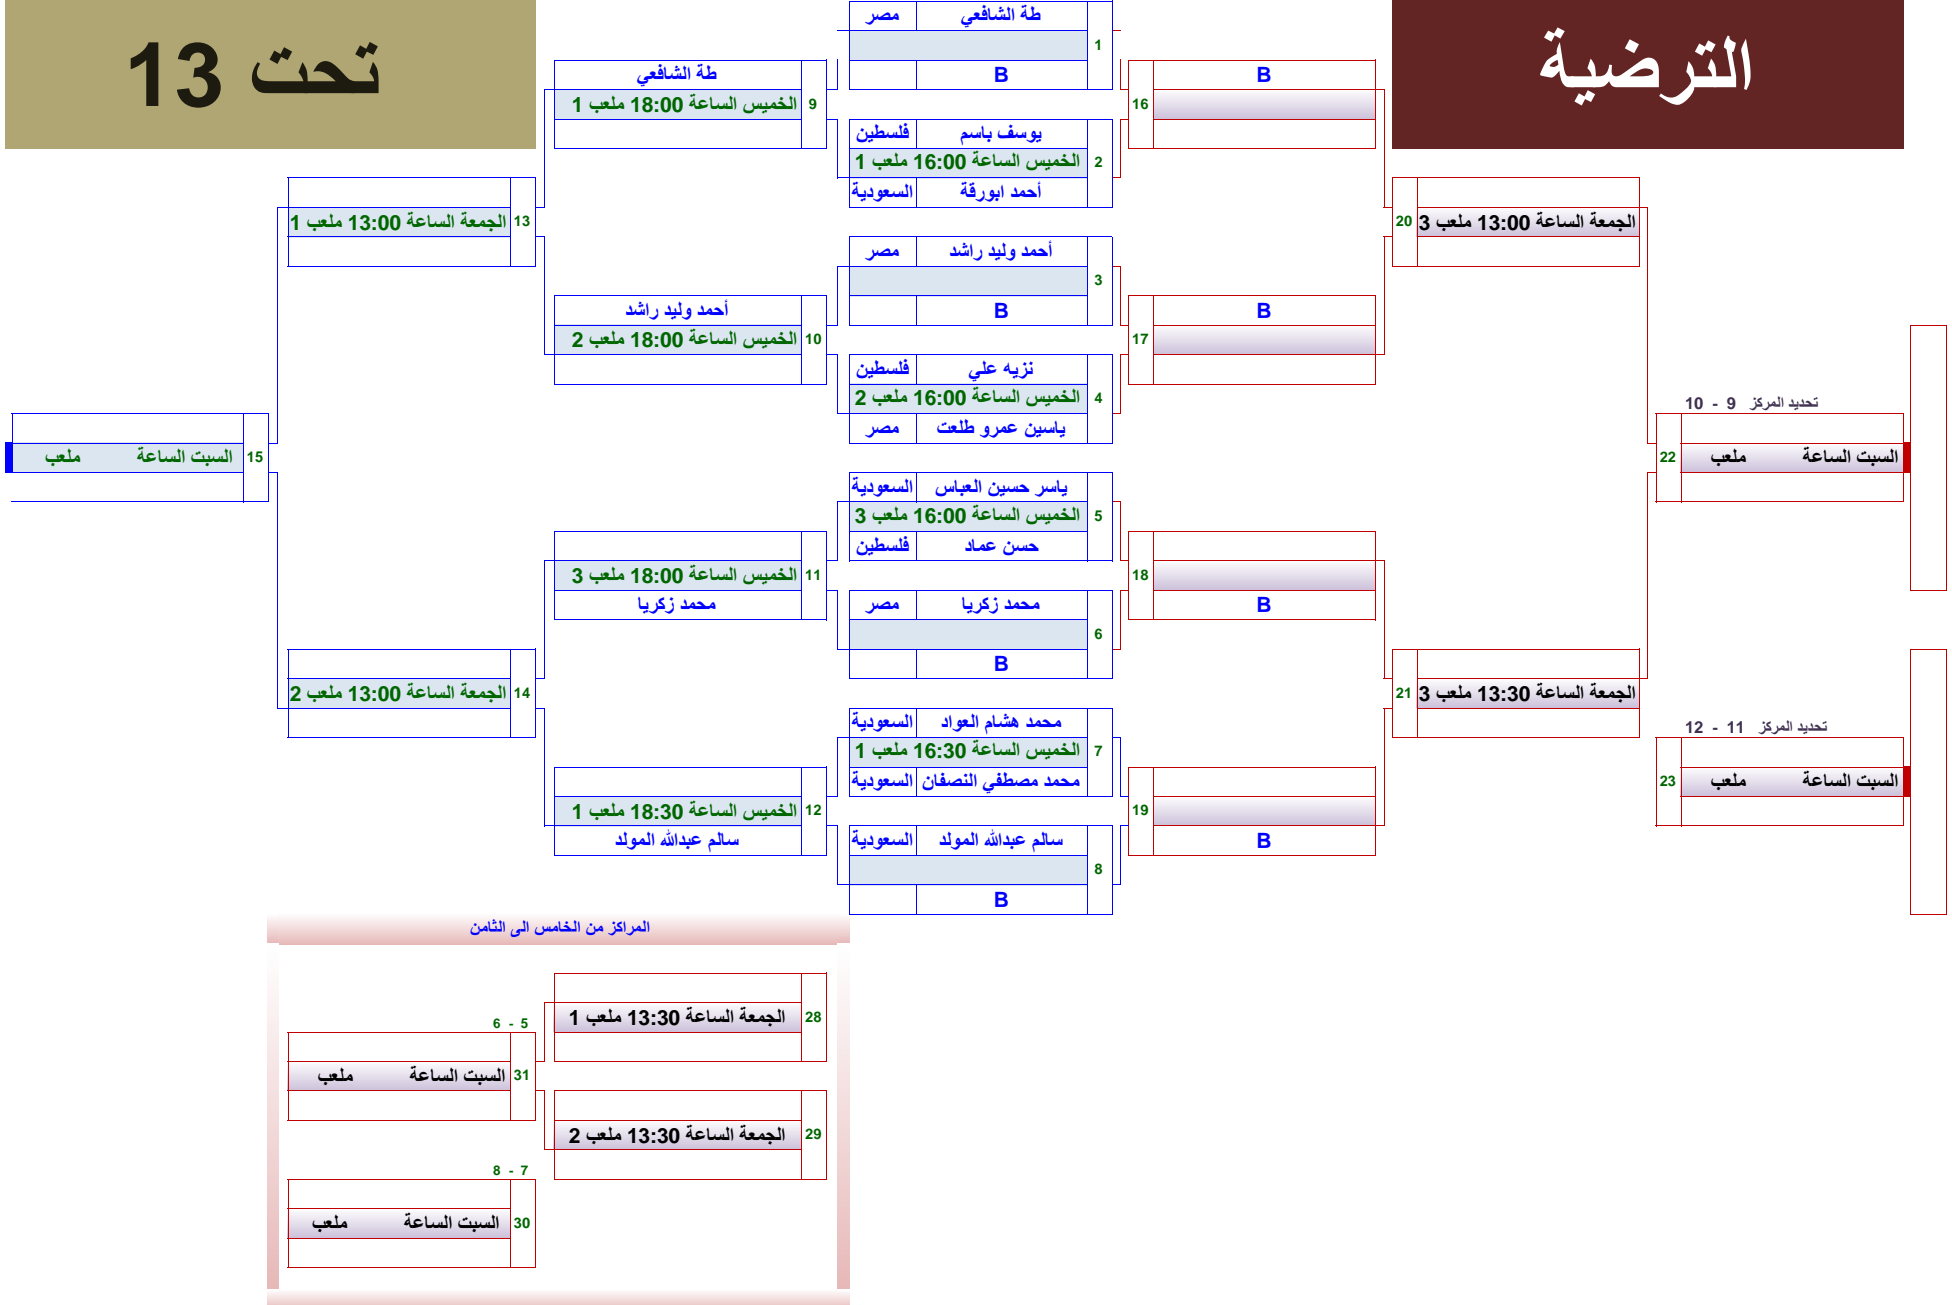 الترضية
تحت 13
طة الشافعي مصر
1
B
يوسف باسم فلسطين
2 الخميس الساعة 16:00 ملعب 1
أحمد ابورقة السعودية
أحمد وليد راشد مصر
3
B
نزيه علي فلسطين
4 الخميس الساعة 16:00 ملعب 2
ياسين عمرو طلعت مصر
ياسر حسين العباس السعودية
5 الخميس الساعة 16:00 ملعب 3
حسن عماد فلسطين
محمد زكريا مصر
6
B
محمد هشام العواد السعودية
7 الخميس الساعة 16:30 ملعب 1
محمد مصطفي النصفان السعودية
سالم عبدالله المولد السعودية
8
B
طة الشافعي
9 الخميس الساعة 18:00 ملعب 1
أحمد وليد راشد
10 الخميس الساعة 18:00 ملعب 2
11 الخميس الساعة 18:00 ملعب 3
محمد زكريا
12 الخميس الساعة 18:30 ملعب 1
سالم عبدالله المولد
13 الجمعة الساعة 13:00 ملعب 1
14 الجمعة الساعة 13:00 ملعب 2
15 السبت الساعة ملعب
B
16
B
17
18
B
19
B
20 الجمعة الساعة 13:00 ملعب 3
21 الجمعة الساعة 13:30 ملعب 3
تحديد المركز 9 - 10
22 السبت الساعة ملعب
تحديد المركز 11 - 12
23 السبت الساعة ملعب
المراكز من الخامس الى الثامن
28 الجمعة الساعة 13:30 ملعب 1
29 الجمعة الساعة 13:30 ملعب 2
5 - 6
31 السبت الساعة ملعب
7 - 8
30 السبت الساعة ملعب